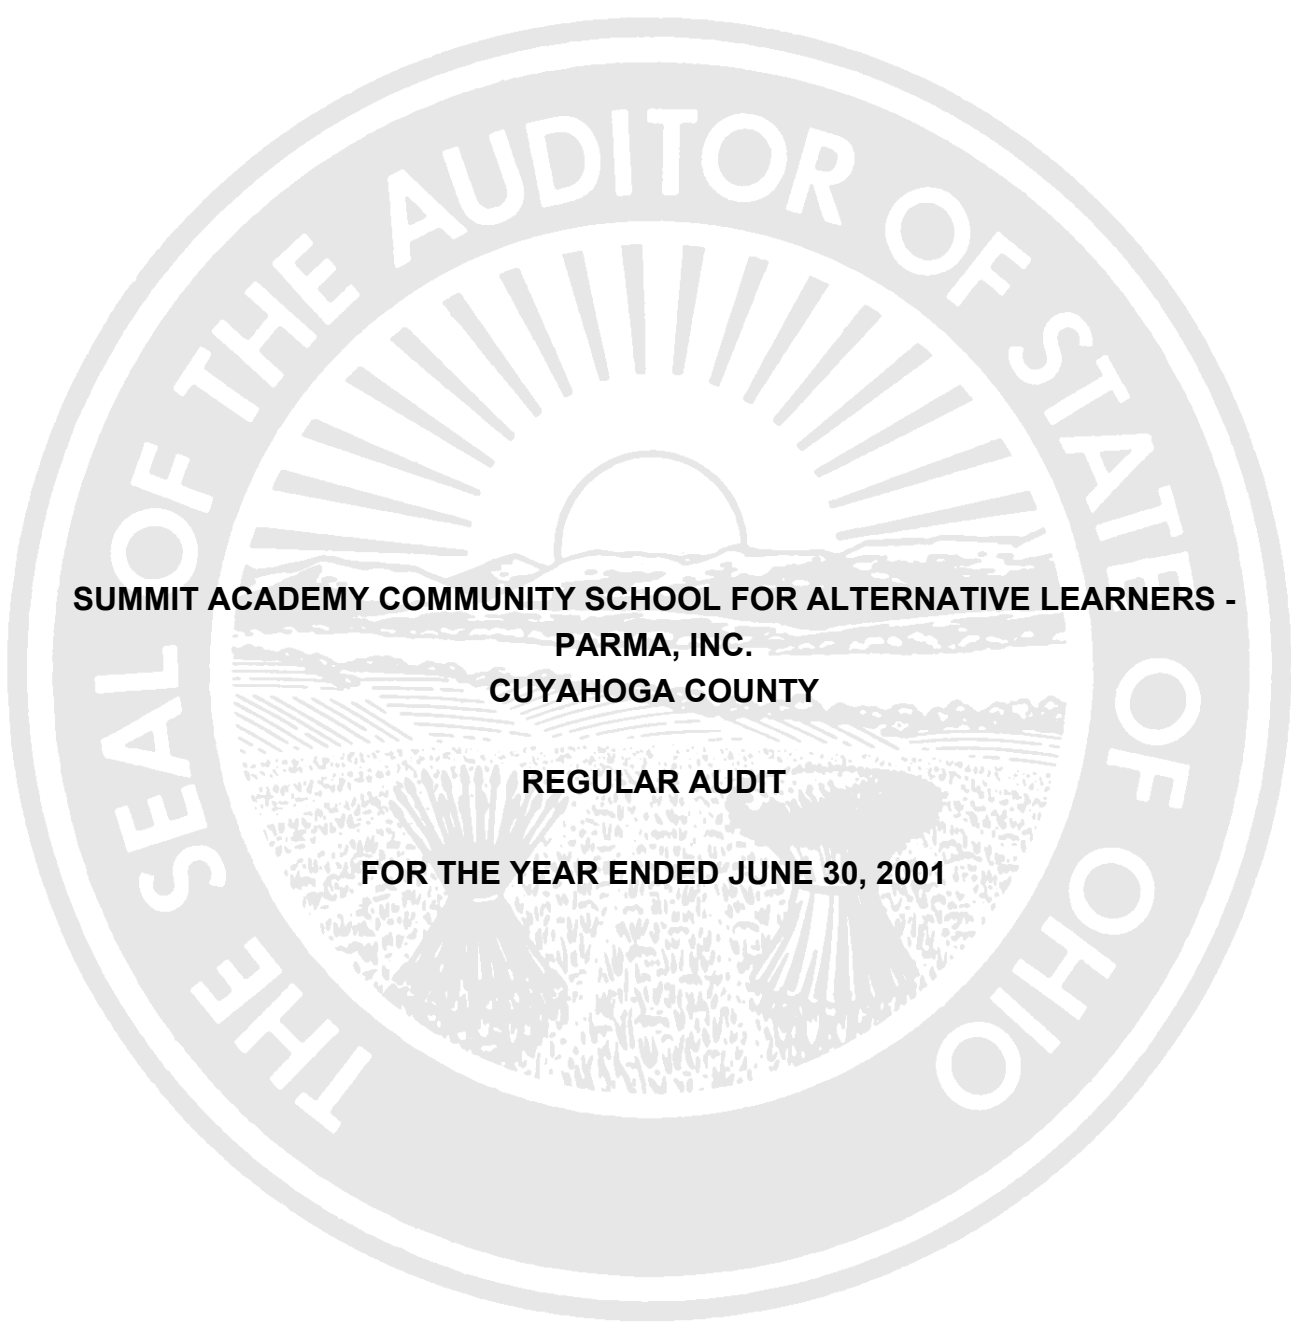 THE SEAL OF THE AUDITOR OF STATE OF OHIO
SUMMIT ACADEMY COMMUNITY SCHOOL FOR ALTERNATIVE LEARNERS -
PARMA, INC.
CUYAHOGA COUNTY
REGULAR AUDIT
FOR THE YEAR ENDED JUNE 30, 2001